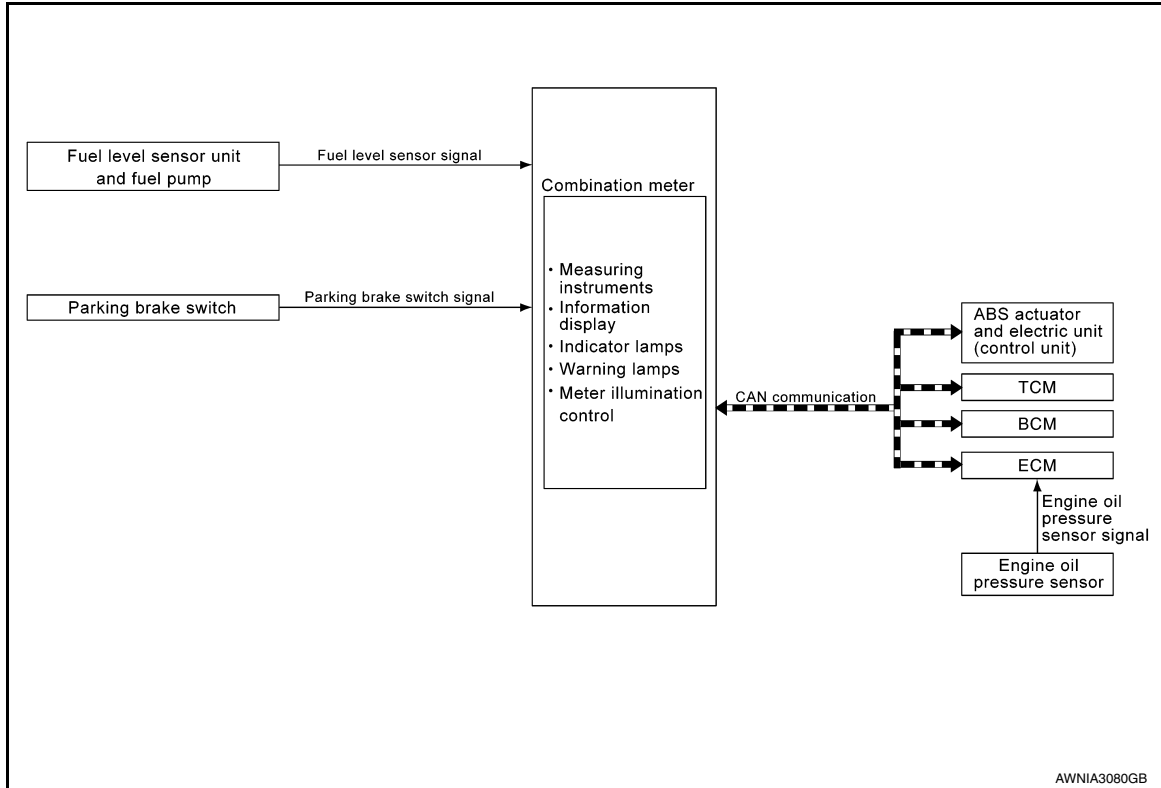 Fuel level sensor unit
and fuel pump
Fuel level sensor signal
Parking brake switch
Parking brake switch signal
Combination meter
・Measuring
instruments
・Information
display
・Indicator lamps
・Warning lamps
・Meter illumination
control
CAN communication
ABS actuator
and electric unit
(control unit)
TCM
BCM
ECM
Engine oil
pressure
sensor signal
Engine oil
pressure sensor
AWNIA3080GB